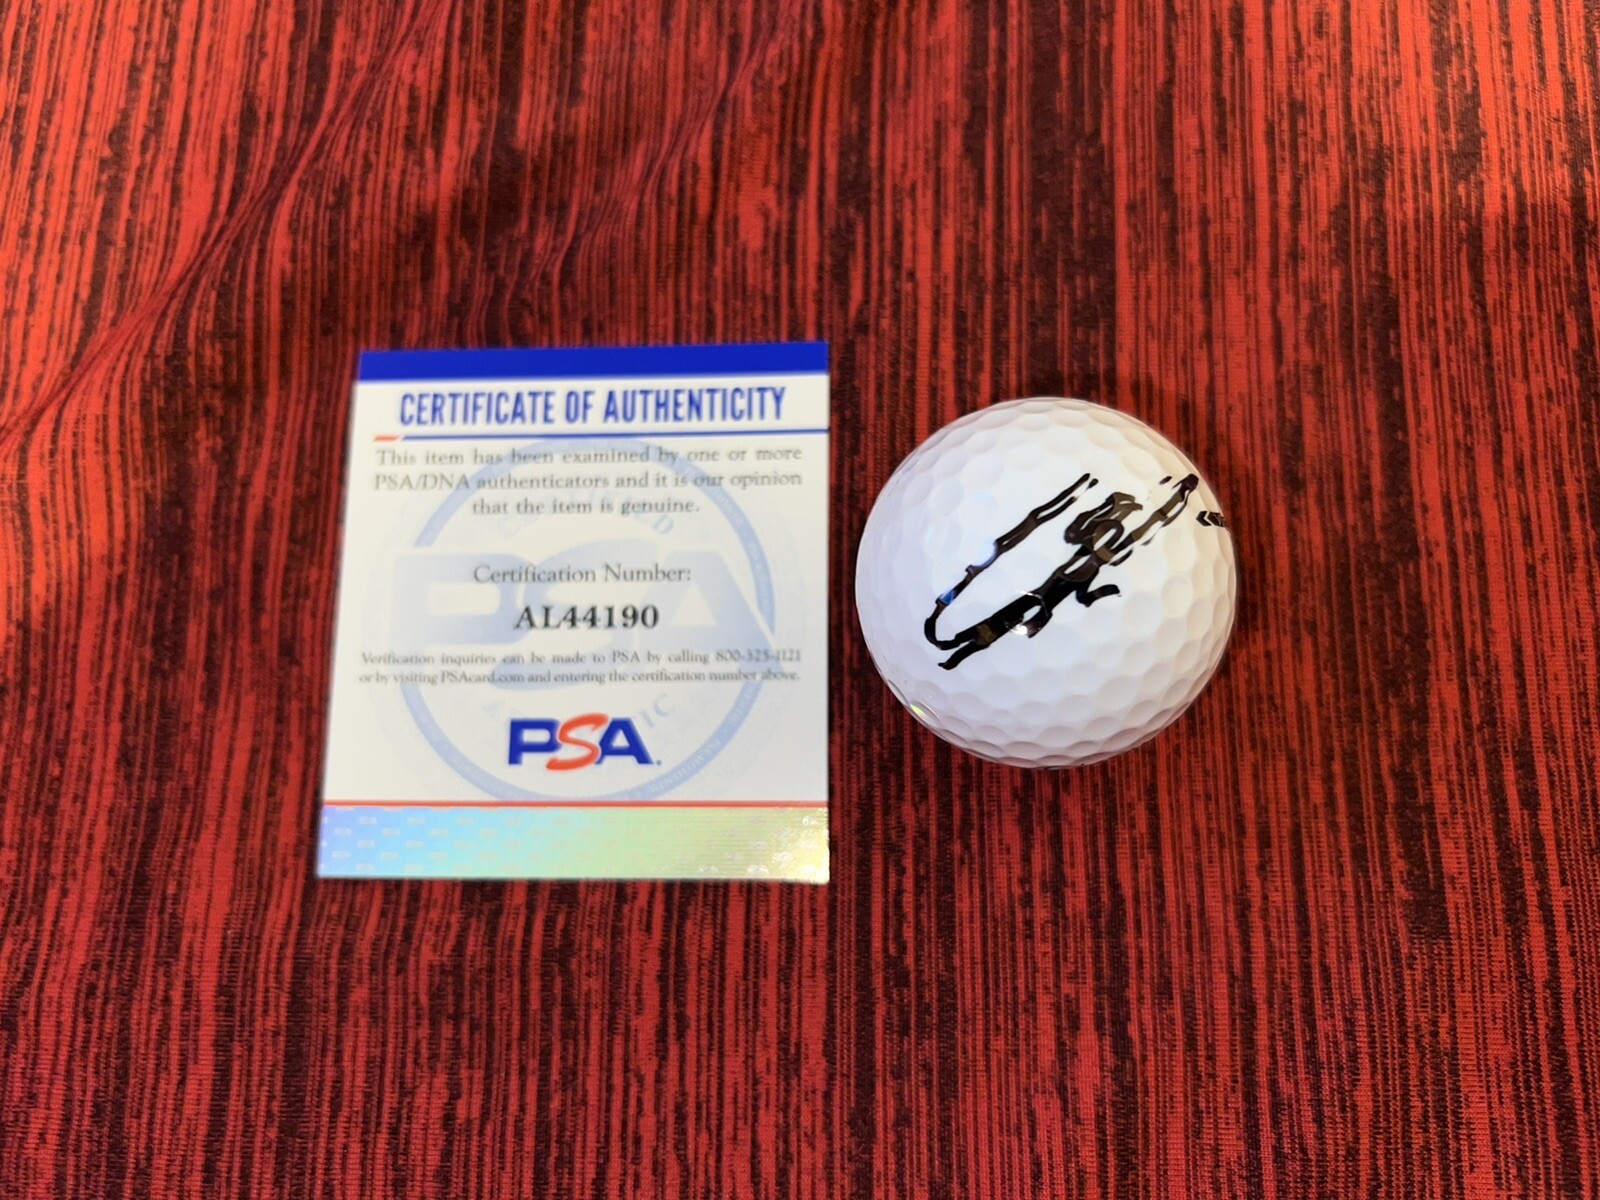 CERTIFICATE OF AUTHENTICITY
This item has been examined by one or more
PSA/DNA authenticators and it is our opinion
that the item is genuine.
Certification Number:
AL44190
Verification inquiries can be made to PSA by calling 800-325-1121
or by visiting PSAcard.com and entering the certification number above.
PSA